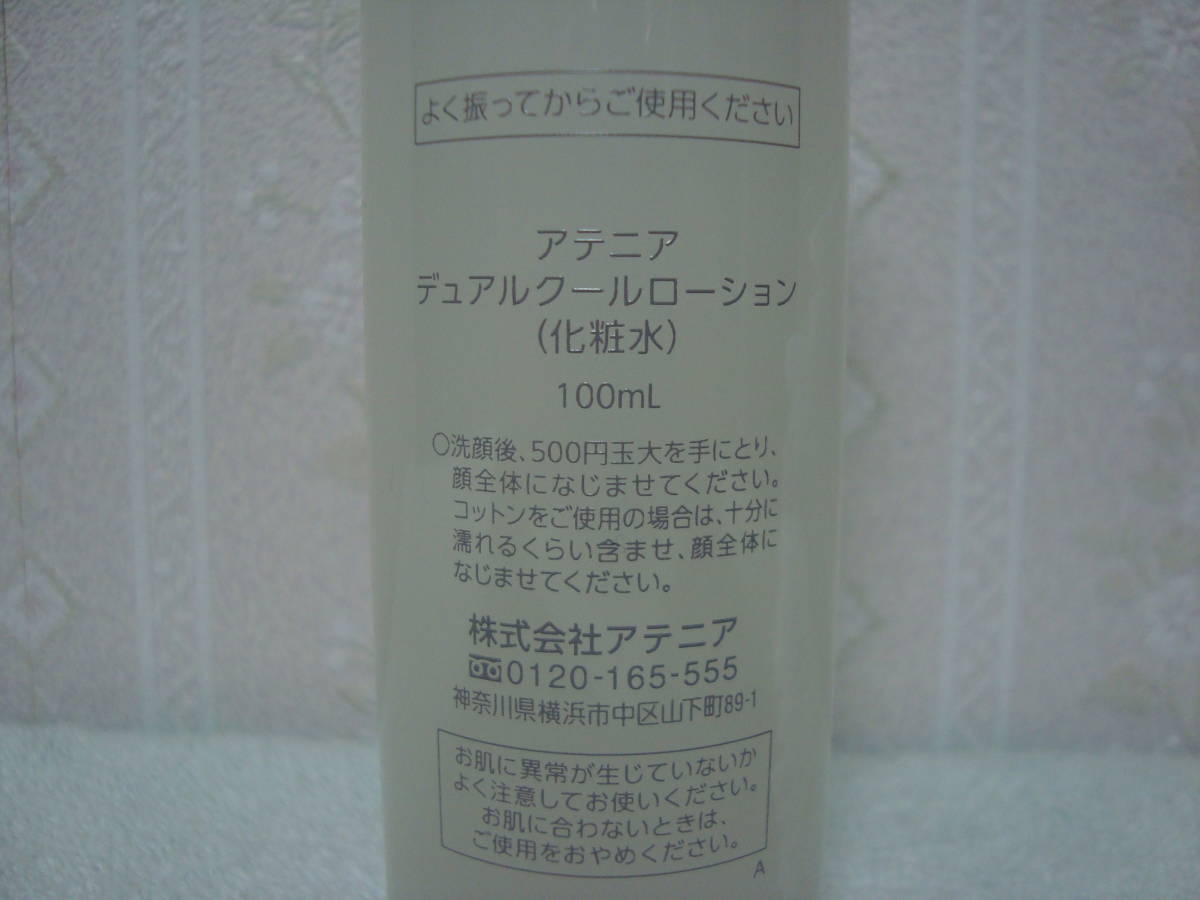 よく振ってからご使用ください
アテニア
デュアルクールローション
(化粧水)
100mL
○洗顔後、500円玉大を手にとり、
顔全体になじませてください。
コットンをご使用の場合は、十分に
濡れるくらい含ませ、顔全体に
なじませてください。
株式会社アテニア
0120-165-555
神奈川県横浜市中区山下町89-1
お肌に異常が生じていないか
よく注意してお使いください。
お肌に合わないときは、
ご使用をおやめください。
A